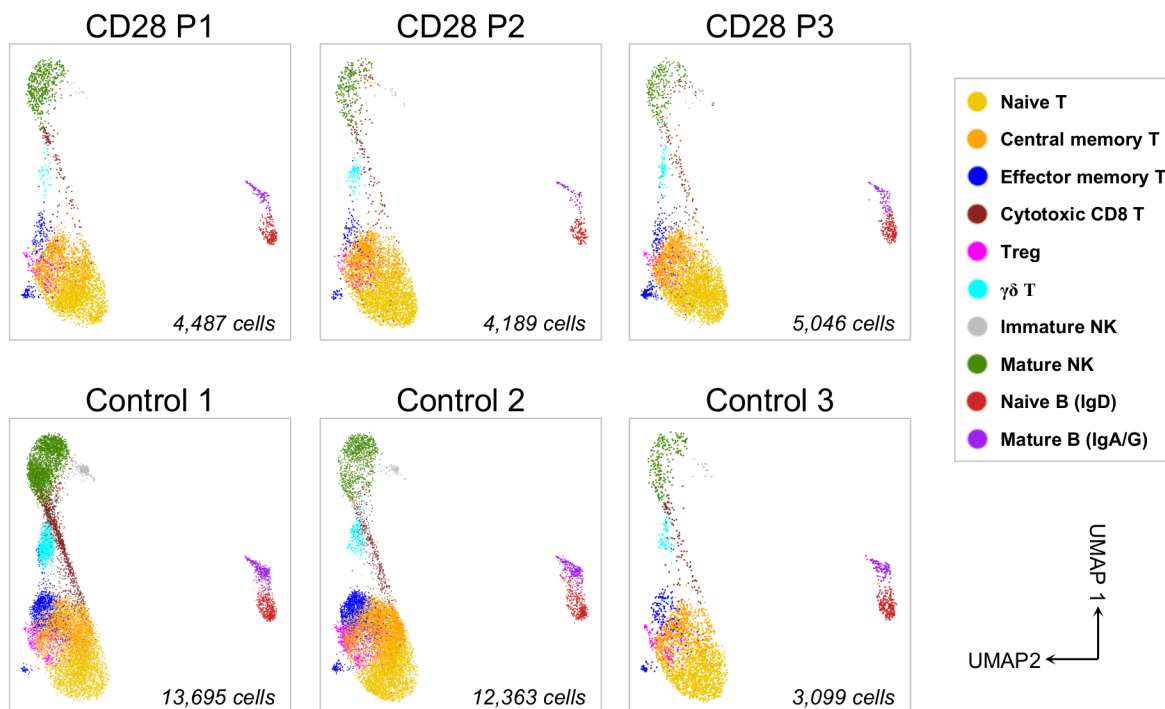 CD28 P1
CD28 P2
CD28 P3
4,487 cells
4,189 cells
5,046 cells
Naive T
Central memory T
Effector memory T
Cytotoxic CD8 T
Treg
γδ T
Immature NK
Mature NK
Naive B (IgD)
Mature B (IgA/G)
Control 1
Control 2
Control 3
13,695 cells
12,363 cells
3,099 cells
UMAP 1
UMAP2